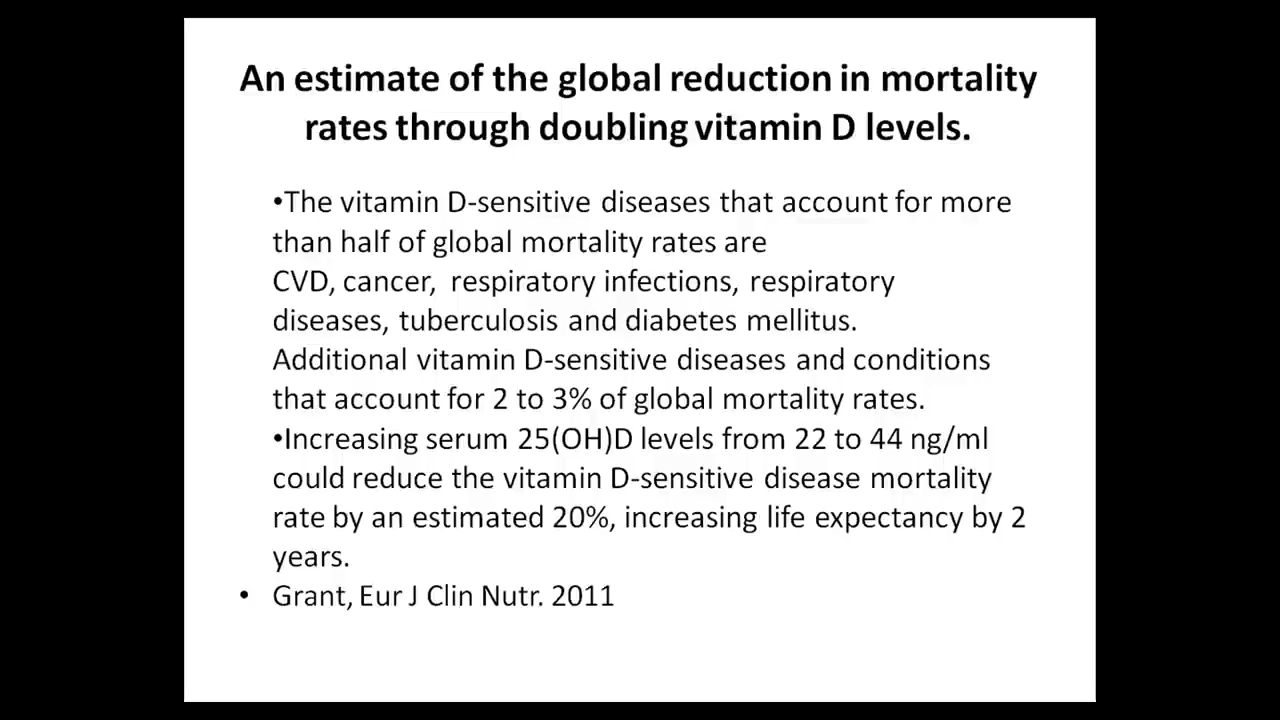 An estimate of the global reduction in mortality
rates through doubling vitamin D levels.
•The vitamin D-sensitive diseases that account for more
than half of global mortality rates are
CVD, cancer,  respiratory infections, respiratory
diseases, tuberculosis and diabetes mellitus.
Additional vitamin D-sensitive diseases and conditions
that account for 2 to 3% of global mortality rates.
•Increasing serum 25(OH)D levels from 22 to 44 ng/ml
could reduce the vitamin D-sensitive disease mortality
rate by an estimated 20%, increasing life expectancy by 2
years.
• Grant, Eur J Clin Nutr. 2011